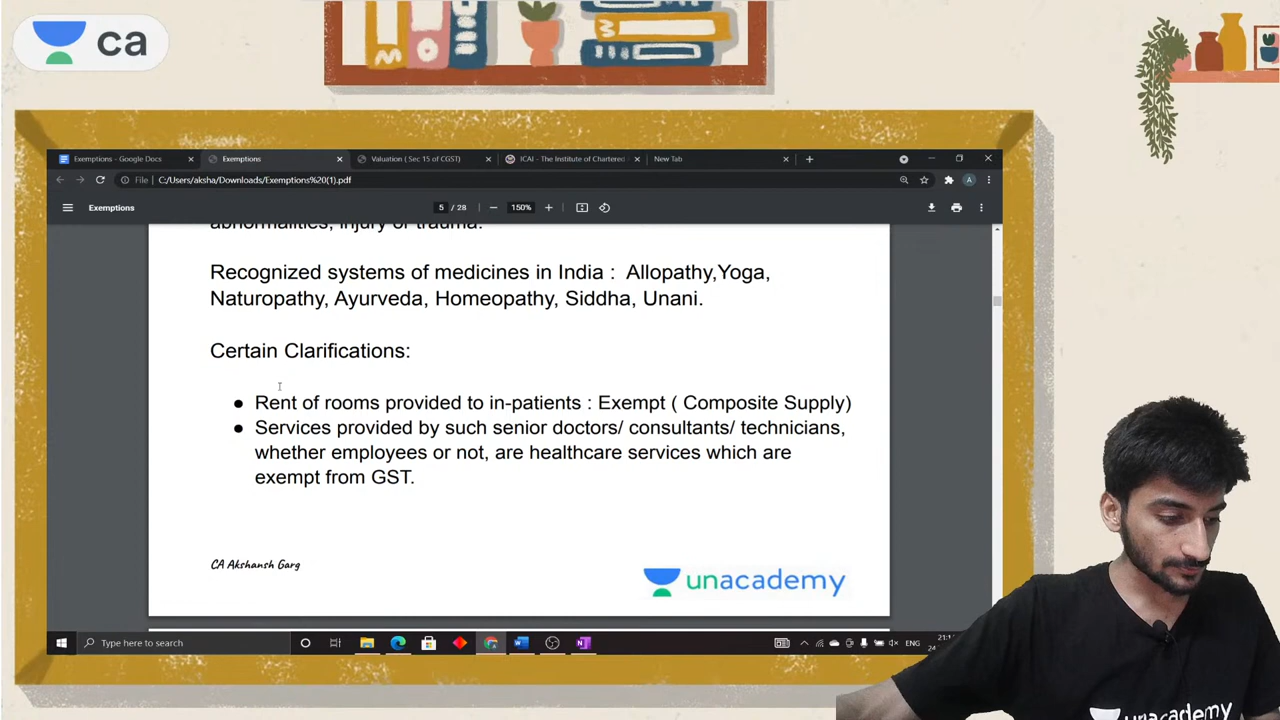 ca
Exemptions - Google Docs
Exemptions
Valuation ( Sec 15 of CGST)
ICAI - The Institute of Chartered
New Tab
File
C:/Users/aksha/Downloads/Exemptions%20(1).pdf
A
Exemptions
5 / 28
150%
abnormalities, injury or trauma.
Recognized systems of medicines in India : Allopathy,Yoga,
Naturopathy, Ayurveda, Homeopathy, Siddha, Unani.
Certain Clarifications:
● Rent of rooms provided to in-patients : Exempt ( Composite Supply)
● Services provided by such senior doctors/ consultants/ technicians,
whether employees or not, are healthcare services which are
exempt from GST.
CA Akshansh Garg
unacademy
Type here to search
ENG
unacademy